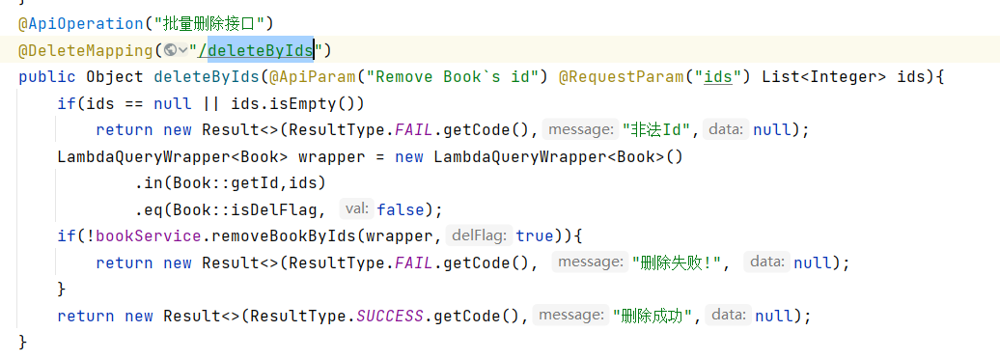 }
@ApiOperation("批量删除接口")
@DeleteMapping("/deleteByIds")
public Object deleteByIds(@ApiParam("Remove Book`s id") @RequestParam("ids") List<Integer> ids){
if(ids == null || ids.isEmpty())
return new Result<>(ResultType.FAIL.getCode(), message: "非法Id", data: null);
LambdaQueryWrapper<Book> wrapper = new LambdaQueryWrapper<Book>()
.in(Book::getId,ids)
.eq(Book::isDelFlag, val: false);
if(!bookService.removeBookByIds(wrapper, delFlag: true)){
return new Result<>(ResultType.FAIL.getCode(), message: "删除失败!", data: null);
}
return new Result<>(ResultType.SUCCESS.getCode(), message: "删除成功", data: null);
}